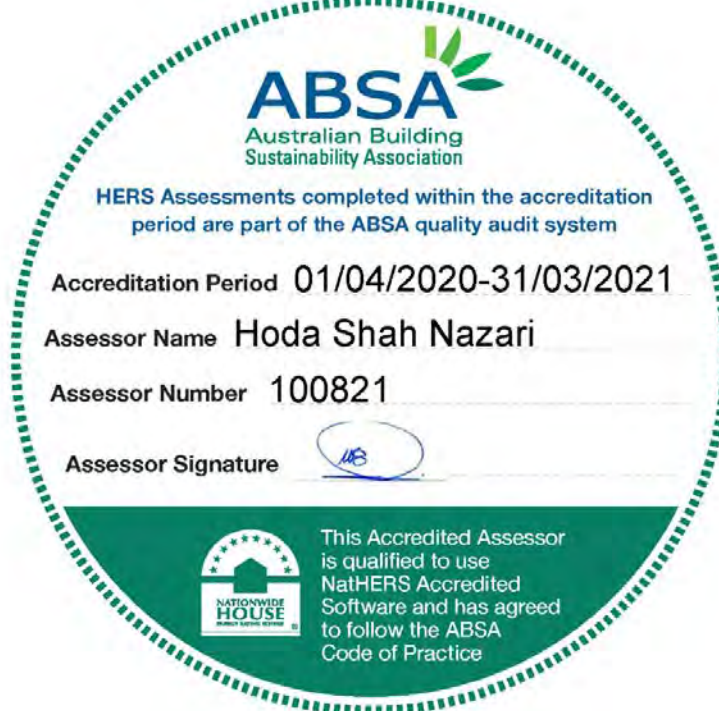 ABSA
Australian Building
Sustainability Association
HERS Assessments completed within the accreditation
period are part of the ABSA quality audit system
Accreditation Period 01/04/2020-31/03/2021
Assessor Name Hoda Shah Nazari
Assessor Number 100821
Assessor Signature
This Accredited Assessor
is qualified to use
NatHERS Accredited
Software and has agreed
to follow the ABSA
Code of Practice
NATIONWIDE
HOUSE
ENERGY RATING SCHEME
®